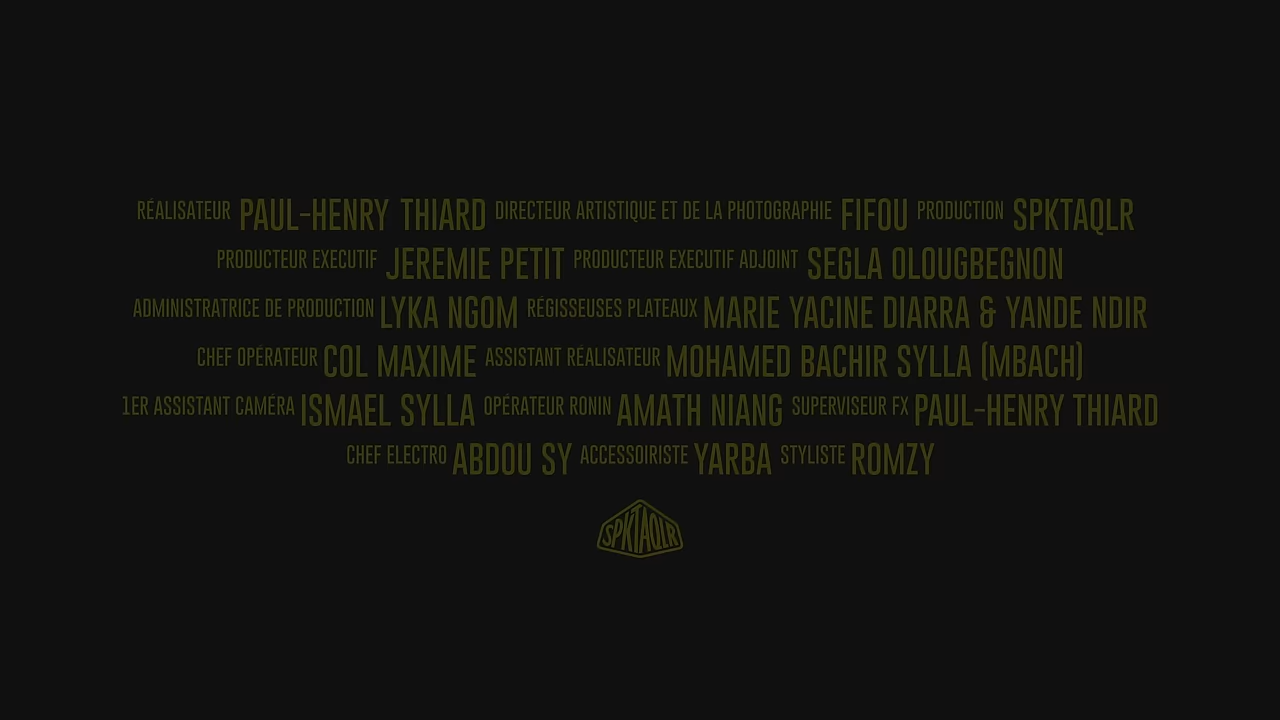 RÉALISATEUR PAUL-HENRY THIARD DIRECTEUR ARTISTIQUE ET DE LA PHOTOGRAPHIE FIFOU PRODUCTION SPKTAQLR
PRODUCTEUR EXECUTIF JEREMIE PETIT PRODUCTEUR EXECUTIF ADJOINT SEGLA OLOUGBEGNON
ADMINISTRATRICE DE PRODUCTION LYKA NGOM RÉGISSEUSES PLATEAUX MARIE YACINE DIARRA & YANDE NDIR
CHEF OPÉRATEUR COL MAXIME ASSISTANT RÉALISATEUR MOHAMED BACHIR SYLLA (MBACH)
1ER ASSISTANT CAMÉRA ISMAEL SYLLA OPÉRATEUR RONIN AMATH NIANG SUPERVISEUR FX PAUL-HENRY THIARD
CHEF ELECTRO ABDOU SY ACCESSOIRISTE YARBA STYLISTE ROMZY
SPKTAQLR